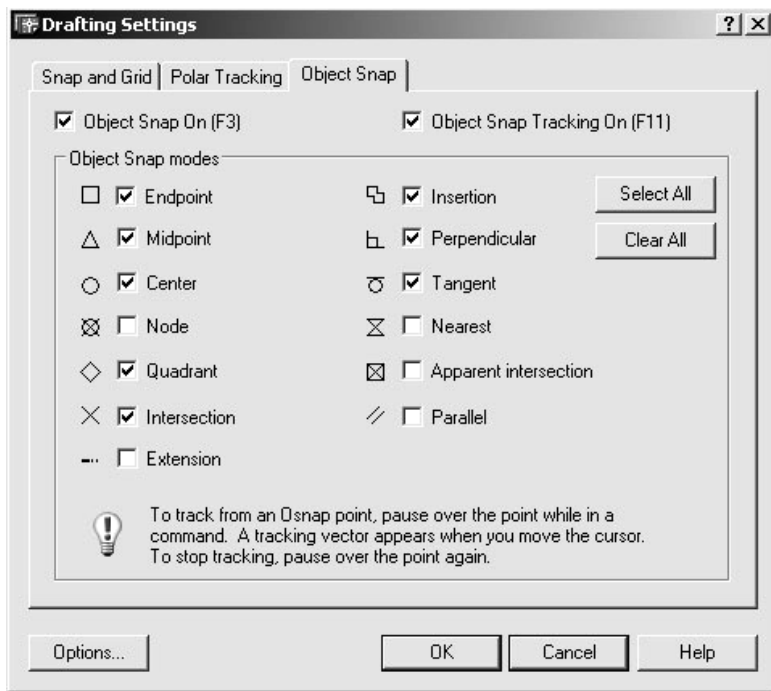 Drafting Settings
Snap and Grid
Polar Tracking
Object Snap
Object Snap On (F3)
Object Snap Tracking On (F11)
Object Snap modes
Endpoint
Midpoint
Center
Node
Quadrant
Intersection
Extension
Insertion
Perpendicular
Tangent
Nearest
Apparent intersection
Parallel
Select All
Clear All
To track from an Osnap point, pause over the point while in a
command. A tracking vector appears when you move the cursor.
To stop tracking, pause over the point again.
Options...
OK
Cancel
Help